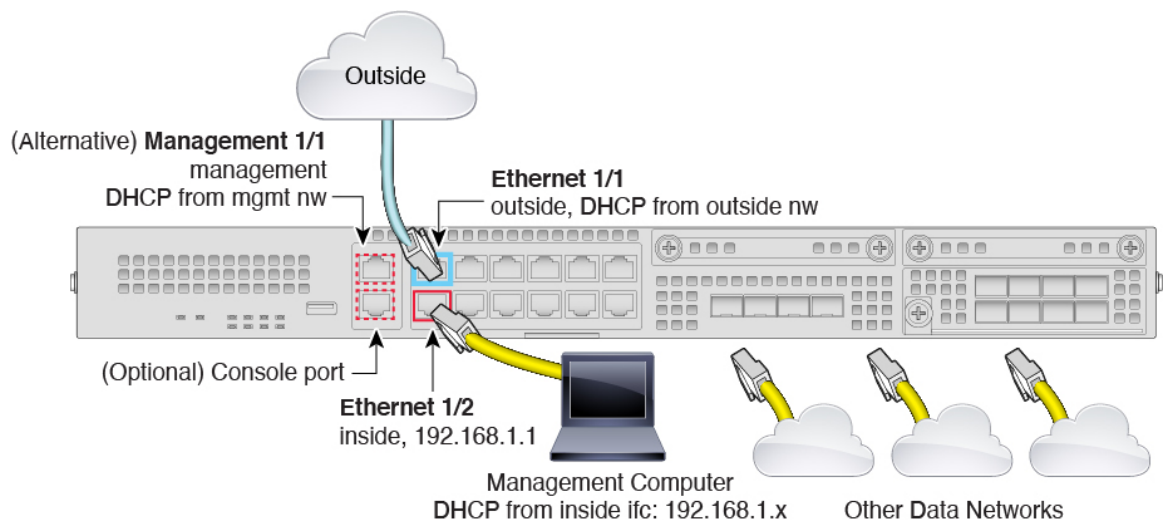 Outside
(Alternative) Management 1/1
management
DHCP from mgmt nw
Ethernet 1/1
outside, DHCP from outside nw
(Optional) Console port
Ethernet 1/2
inside, 192.168.1.1
Management Computer
DHCP from inside ifc: 192.168.1.x
Other Data Networks